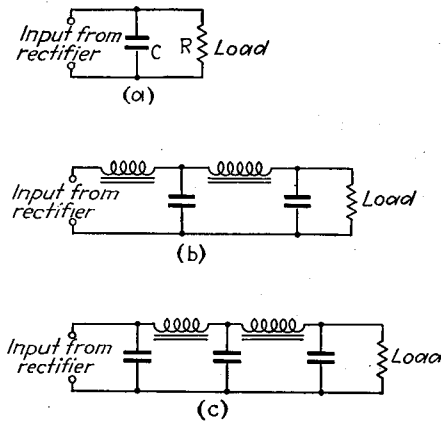 Input from
rectifier
C
R
Load
(a)
Input from
rectifier
Load
(b)
Input from
rectifier
Load
(c)